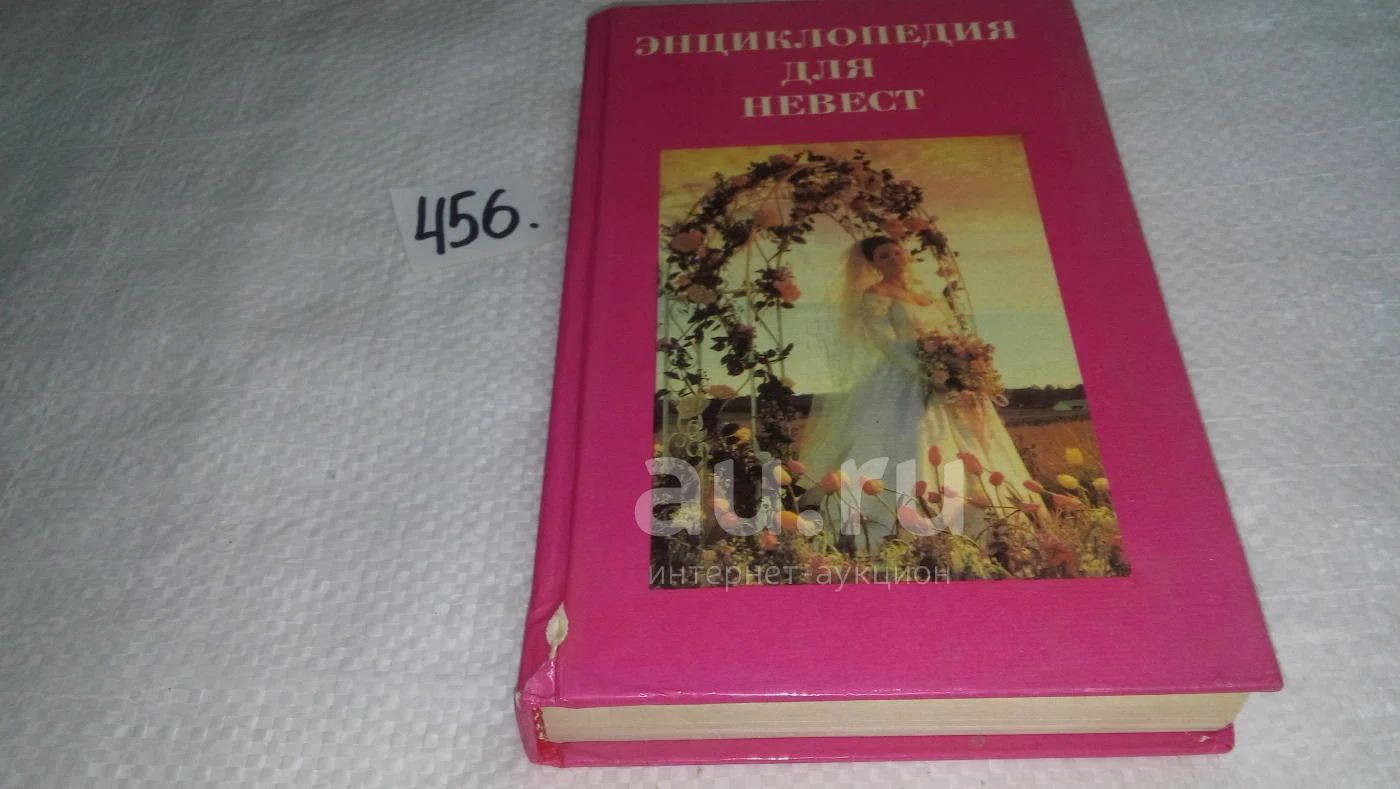 ЭНЦИКЛОПЕДИЯ
ДЛЯ
НЕВЕСТ
456.
au.ru
интернет-аукцион